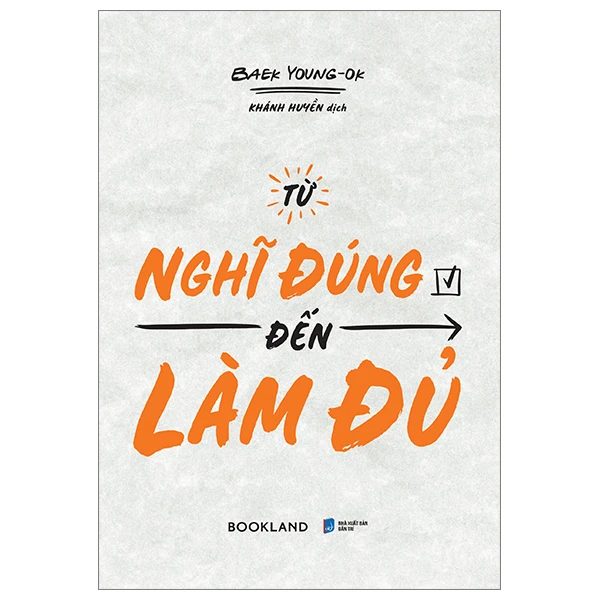 BAEK YOUNG-OK
KHÁNH HUYỀN dịch
TỪ
NGHĨ ĐÚNG
ĐẾN
LÀM ĐỦ
BOOKLAND
NHÀ XUẤT BẢN
DÂN TRÍ